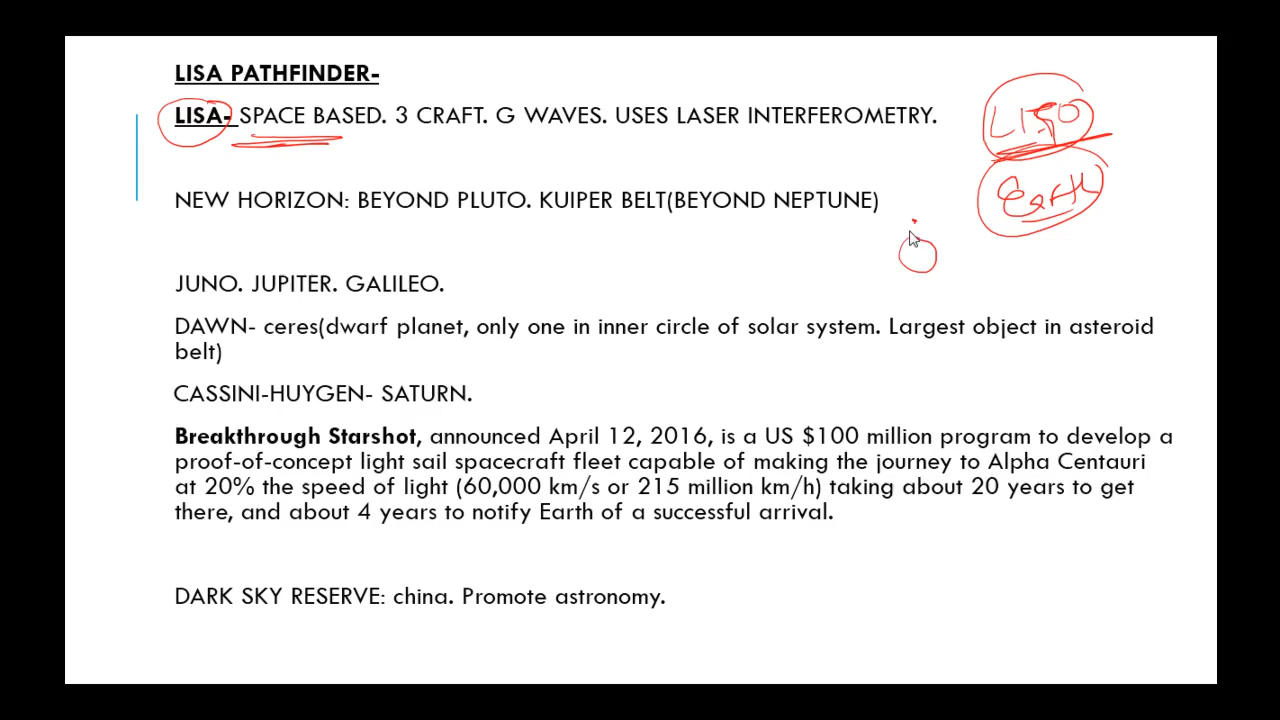 LISA PATHFINDER-
LISA- SPACE BASED. 3 CRAFT. G WAVES. USES LASER INTERFEROMETRY.
LIGO
Earth
NEW HORIZON: BEYOND PLUTO. KUIPER BELT(BEYOND NEPTUNE)
JUNO. JUPITER. GALILEO.
DAWN- ceres(dwarf planet, only one in inner circle of solar system. Largest object in asteroid
belt)
CASSINI-HUYGEN- SATURN.
Breakthrough Starshot, announced April 12, 2016, is a US $100 million program to develop a
proof-of-concept light sail spacecraft fleet capable of making the journey to Alpha Centauri
at 20% the speed of light (60,000 km/s or 215 million km/h) taking about 20 years to get
there, and about 4 years to notify Earth of a successful arrival.
DARK SKY RESERVE: china. Promote astronomy.